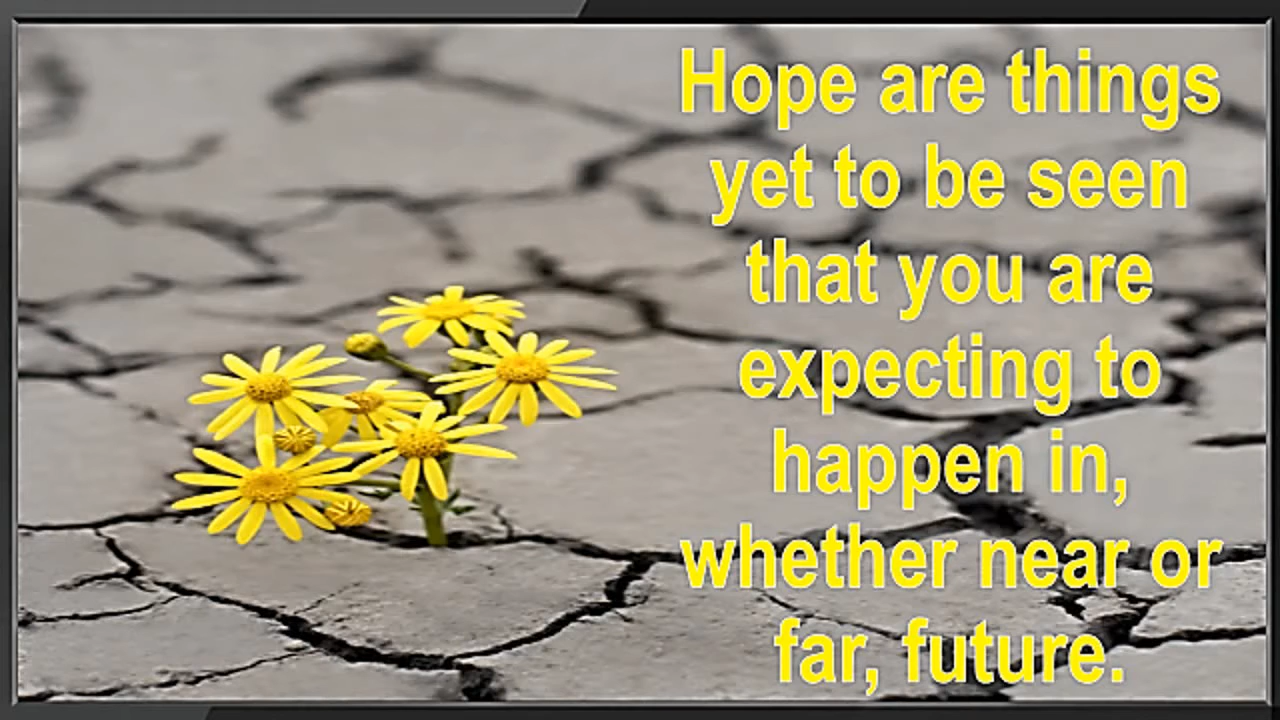 Hope are things
yet to be seen
that you are
expecting to
happen in,
whether near or
far, future.